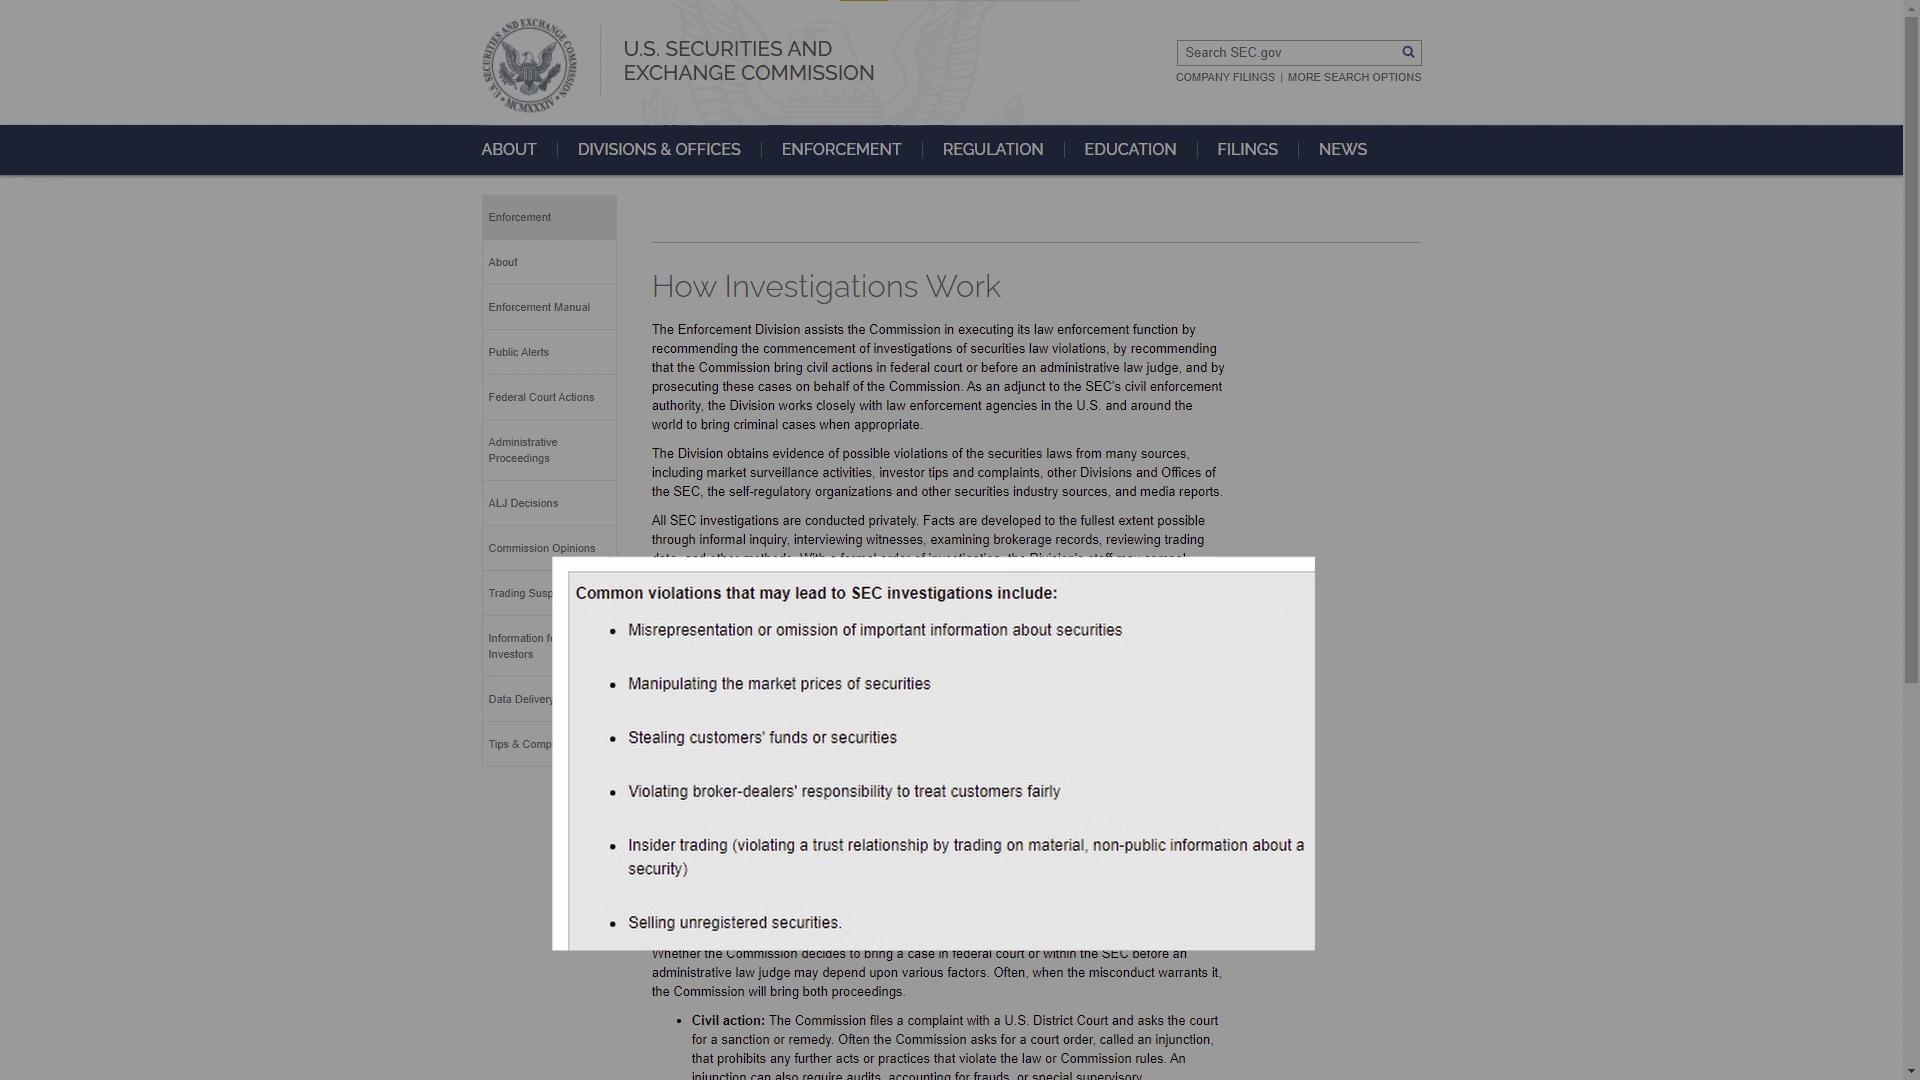 U.S. SECURITIES AND EXCHANGE COMMISSION
MCMXXXIV
U.S. SECURITIES AND
EXCHANGE COMMISSION
Search SEC.gov
COMPANY FILINGS | MORE SEARCH OPTIONS
ABOUT
DIVISIONS & OFFICES
ENFORCEMENT
REGULATION
EDUCATION
FILINGS
NEWS
Enforcement
About
Enforcement Manual
Public Alerts
Federal Court Actions
Administrative
Proceedings
ALJ Decisions
Commission Opinions
Trading
Information
Investors
Data Delivery
Tips &
How Investigations Work
The Enforcement Division assists the Commission in executing its law enforcement function by
recommending the commencement of investigations of securities law violations, by recommending
that the Commission bring civil actions in federal court or before an administrative law judge, and by
prosecuting these cases on behalf of the Commission. As an adjunct to the SEC's civil enforcement
authority, the Division works closely with law enforcement agencies in the U.S. and around the
world to bring criminal cases when appropriate.
The Division obtains evidence of possible violations of the securities laws from many sources,
including market surveillance activities, investor tips and complaints, other Divisions and Offices of
the SEC, the self-regulatory organizations and other securities industry sources, and media reports.
All SEC investigations are conducted privately. Facts are developed to the fullest extent possible
through informal inquiry, interviewing witnesses, examining brokerage records, reviewing trading
Common violations that may lead to SEC investigations include:
• Misrepresentation or omission of important information about securities
• Manipulating the market prices of securities
• Stealing customers' funds or securities
• Violating broker-dealers' responsibility to treat customers fairly
• Insider trading (violating a trust relationship by trading on material, non-public information about a
security)
• Selling unregistered securities.
Whether the Commission decides to bring a case in federal court or within the SEC before an
administrative law judge may depend upon various factors. Often, when the misconduct warrants it,
the Commission will bring both proceedings.
• Civil action: The Commission files a complaint with a U.S. District Court and asks the court
for a sanction or remedy. Often the Commission asks for a court order, called an injunction,
that prohibits any further acts or practices that violate the law or Commission rules. An
injunction can also require audits, accounting for frauds, or special supervisory